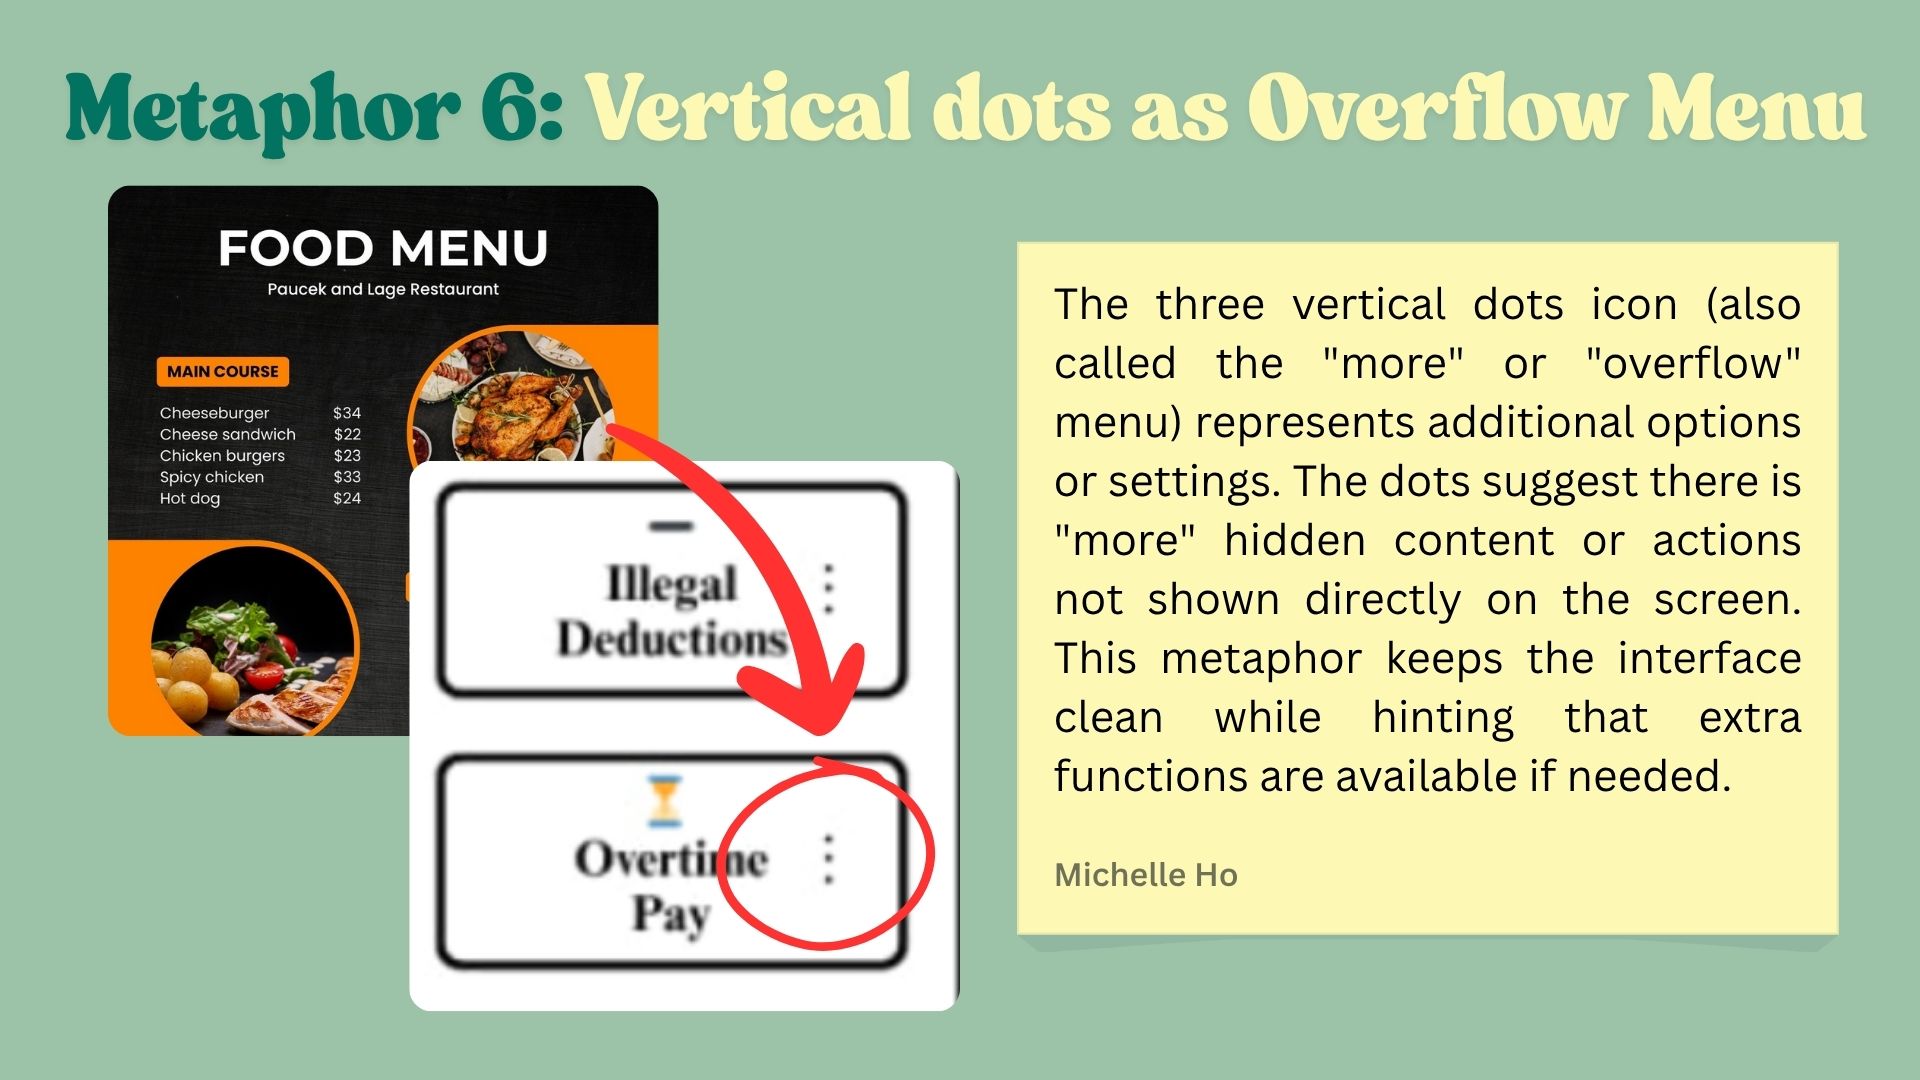 Metaphor 6: Vertical dots as Overflow Menu
FOOD MENU
Paucek and Lage Restaurant
MAIN COURSE
Cheeseburger $34
Cheese sandwich $22
Chicken burgers $23
Spicy chicken $33
Hot dog $24
Illegal
Deductions
Overtime
Pay
The three vertical dots icon (also
called the "more" or "overflow"
menu) represents additional options
or settings. The dots suggest there is
"more" hidden content or actions
not shown directly on the screen.
This metaphor keeps the interface
clean while hinting that extra
functions are available if needed.
Michelle Ho